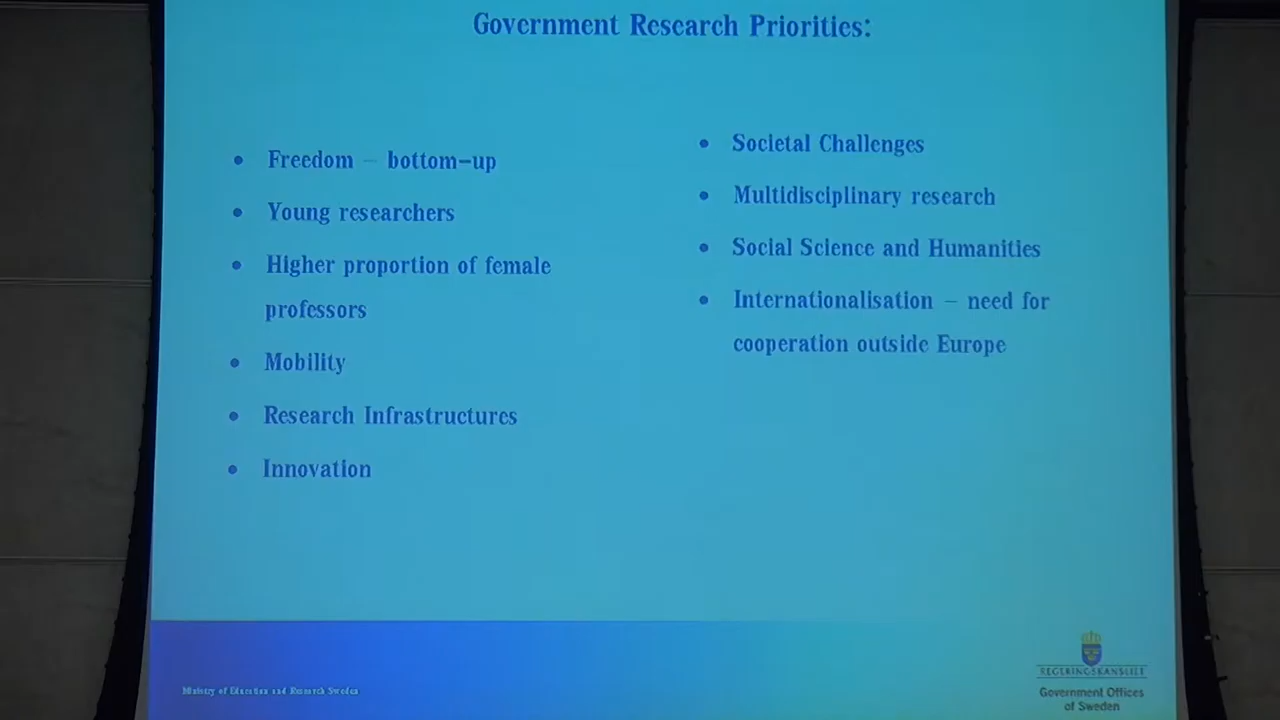 Government Research Priorities:
• Freedom – bottom-up
• Young researchers
• Higher proportion of female
professors
• Mobility
• Research Infrastructures
• Innovation
• Societal Challenges
• Multidisciplinary research
• Social Science and Humanities
• Internationalisation – need for
cooperation outside Europe
Ministry of Education and Research Sweden
REGERINGSKANSLIET
Government Offices
of Sweden